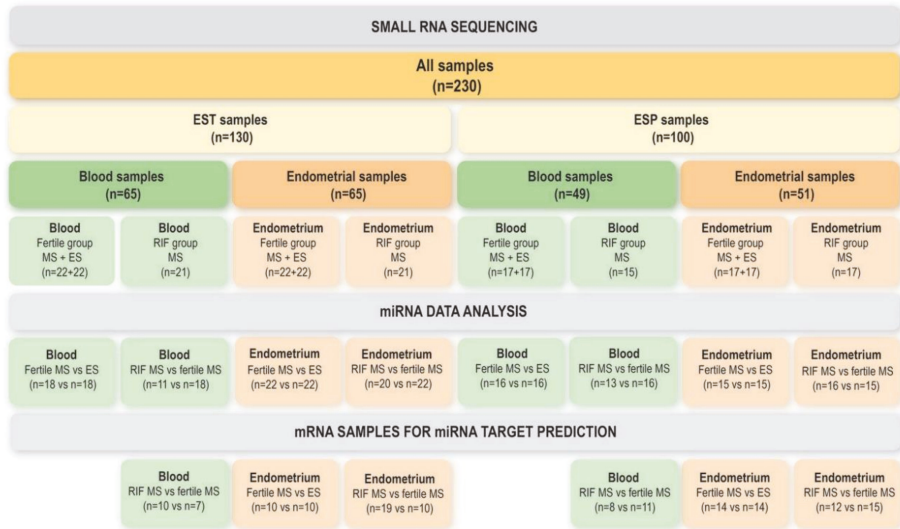 SMALL RNA SEQUENCING
All samples
(n=230)
EST samples
(n=130)
ESP samples
(n=100)
Blood samples
(n=65)
Endometrial samples
(n=65)
Blood samples
(n=49)
Endometrial samples
(n=51)
Blood
Fertile group
MS + ES
(n=22+22)
Blood
RIF group
MS
(n=21)
Endometrium
Fertile group
MS + ES
(n=22+22)
Endometrium
RIF group
MS
(n=21)
Blood
Fertile group
MS + ES
(n=17+17)
Blood
RIF group
MS
(n=15)
Endometrium
Fertile group
MS + ES
(n=17+17)
Endometrium
RIF group
MS
(n=17)
miRNA DATA ANALYSIS
Blood
Fertile MS vs ES
(n=18 vs n=18)
Blood
RIF MS vs fertile MS
(n=11 vs n=18)
Endometrium
Fertile MS vs ES
(n=22 vs n=22)
Endometrium
RIF MS vs fertile MS
(n=20 vs n=22)
Blood
Fertile MS vs ES
(n=16 vs n=16)
Blood
RIF MS vs fertile MS
(n=13 vs n=16)
Endometrium
Fertile MS vs ES
(n=15 vs n=15)
Endometrium
RIF MS vs fertile MS
(n=16 vs n=15)
mRNA SAMPLES FOR miRNA TARGET PREDICTION
Blood
RIF MS vs fertile MS
(n=10 vs n=7)
Endometrium
Fertile MS vs ES
(n=10 vs n=10)
Endometrium
RIF MS vs fertile MS
(n=19 vs n=10)
Blood
RIF MS vs fertile MS
(n=8 vs n=11)
Endometrium
Fertile MS vs ES
(n=14 vs n=14)
Endometrium
RIF MS vs fertile MS
(n=12 vs n=15)